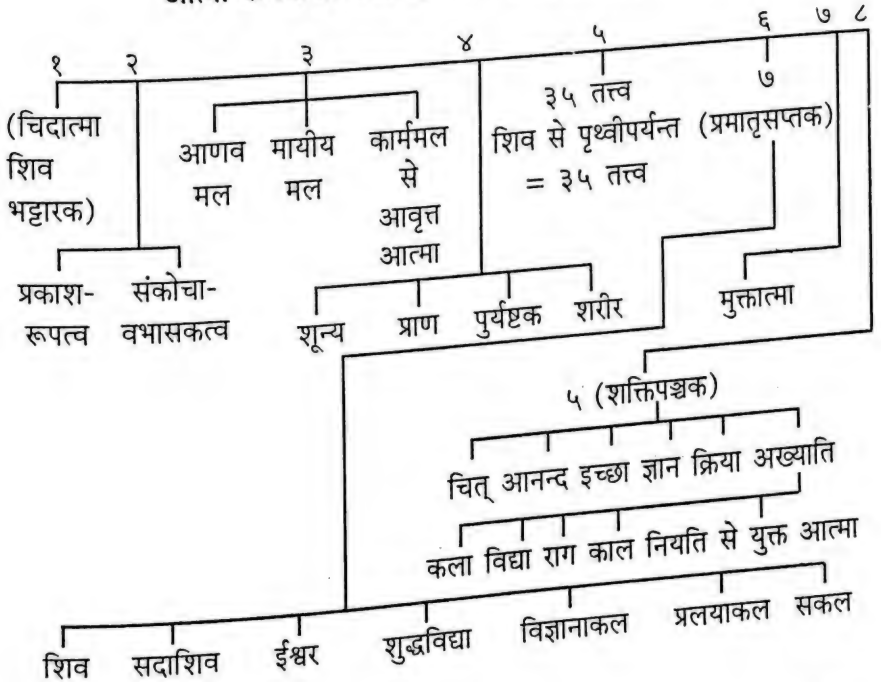 १ २ ३ ४ ५ ६ ७ ८
(चिदात्मा
शिव
भट्टारक)
प्रकाश-
रूपत्व
संकोचा-
वभासकत्व
आणव
मल
मायीय
मल
कार्ममल
से
आवृत्त
आत्मा
शून्य प्राण पुर्यष्टक शरीर
३५ तत्त्व
शिव से पृथ्वीपर्यन्त
= ३५ तत्त्व
७
(प्रमातृसप्तक)
मुक्तात्मा
५ (शक्तिपञ्चक)
चित् आनन्द इच्छा ज्ञान क्रिया अख्याति
कला विद्या राग काल नियति से युक्त आत्मा
शिव सदाशिव ईश्वर शुद्धविद्या विज्ञानाकल प्रलयाकल सकल